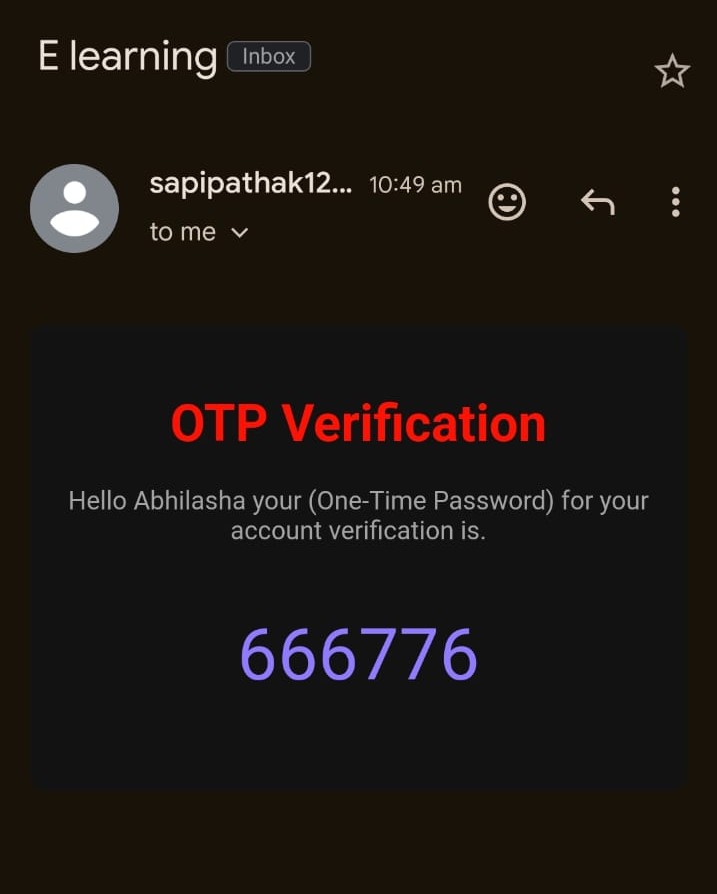 E learning Inbox
sapipathak12... 10:49 am
to me
OTP Verification
Hello Abhilasha your (One-Time Password) for your
account verification is.
666776